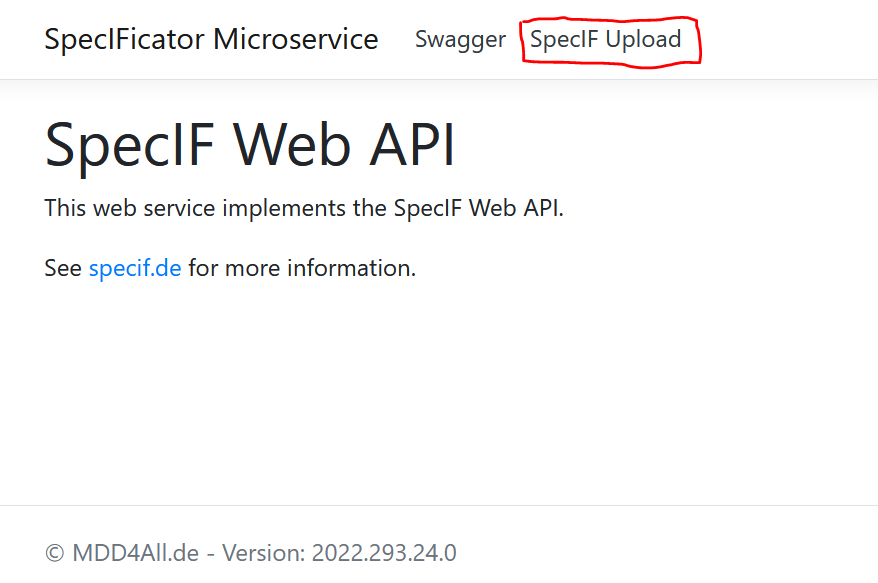 SpecIFicator Microservice Swagger SpecIF Upload
SpecIF Web API
This web service implements the SpecIF Web API.
See specif.de for more information.
© MDD4All.de - Version: 2022.293.24.0